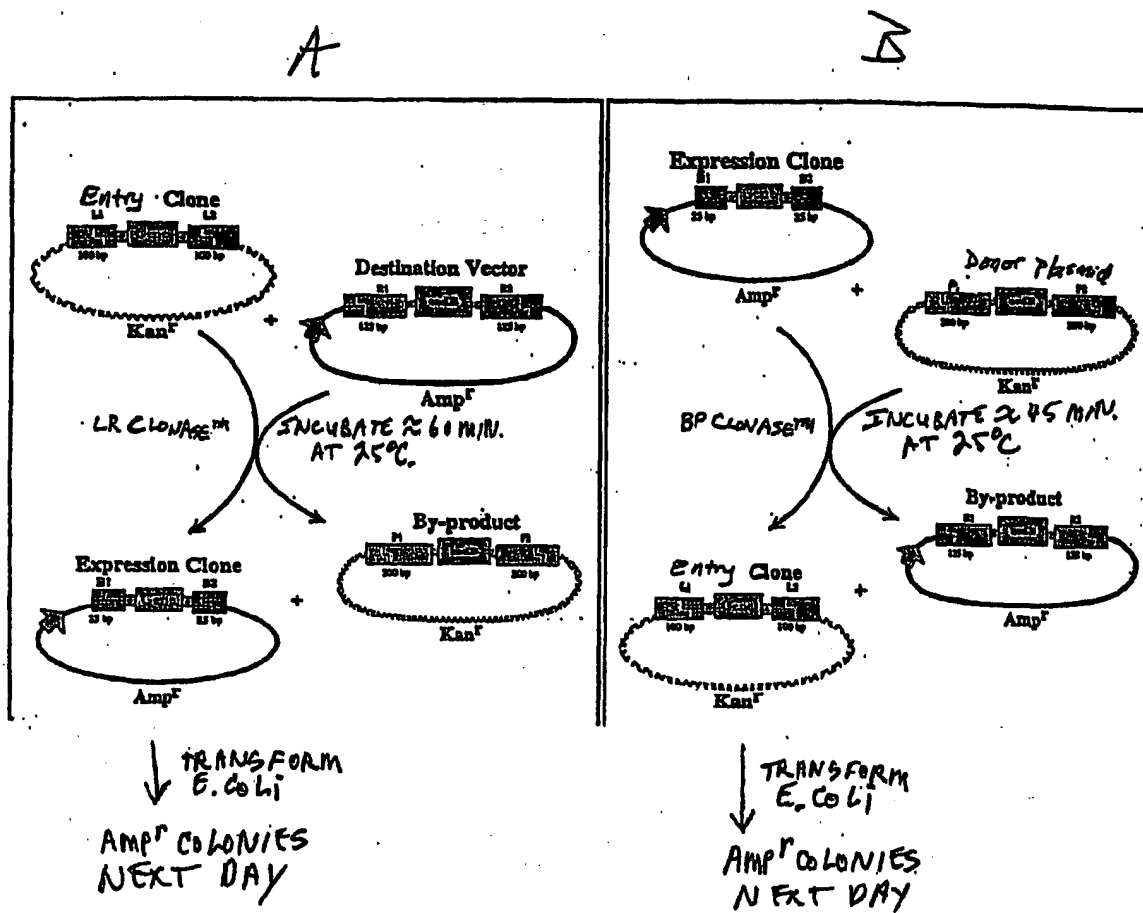 A
B
Entry Clone
L1
L2
100 bp
100 bp
Kanʳ
+
Destination Vector
R1
R2
125 bp
125 bp
Ampʳ
LR CLONASE™
INCUBATE ≈ 60 MIN.
AT 25°C.
Expression Clone
B1
B2
25 bp
25 bp
Ampʳ
+
By-product
P1
P2
200 bp
200 bp
Kanʳ
TRANSFORM
E. COLI
AMPʳ COLONIES
NEXT DAY
Expression Clone
B1
B2
25 bp
25 bp
Ampʳ
+
Donor Plasmid
P1
P2
200 bp
200 bp
Kanʳ
BP CLONASE™
INCUBATE ≈ 45 MIN.
AT 25°C
Entry Clone
L1
L2
100 bp
100 bp
Kanʳ
+
By-product
R1
R2
125 bp
125 bp
Ampʳ
TRANSFORM
E. COLI
AMPʳ COLONIES
NEXT DAY